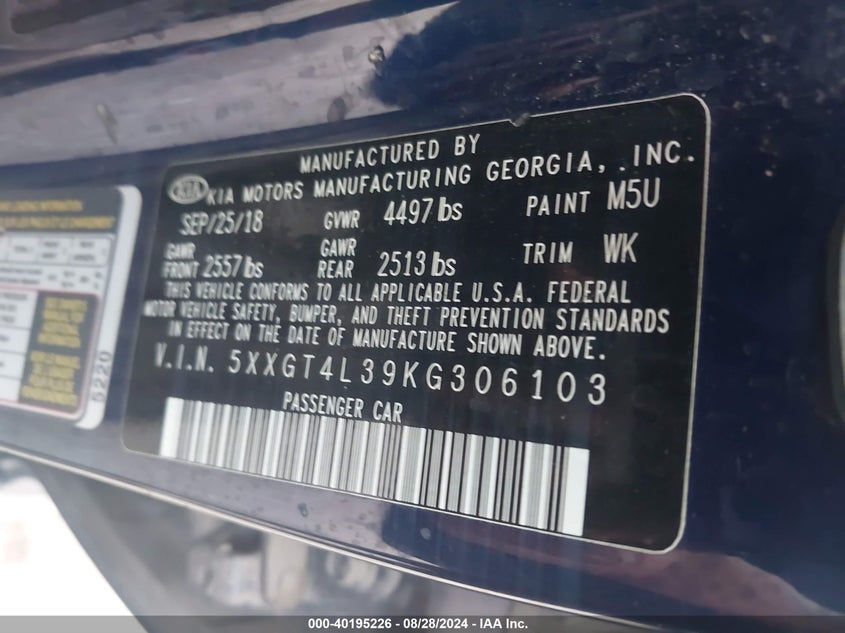 MANUFACTURED BY
KIA KIA MOTORS MANUFACTURING GEORGIA, .INC.
SEP/25/18 GVWR 4497 lbs PAINT M5U
GAWR FRONT 2557 lbs GAWR REAR 2513 lbs TRIM WK
THIS VEHICLE CONFORMS TO ALL APPLICABLE U.S.A. FEDERAL
MOTOR VEHICLE SAFETY, BUMPER, AND THEFT PREVENTION STANDARDS
IN EFFECT ON THE DATE OF MANUFACTURE SHOWN ABOVE.
V.I.N. 5XXGT4L39KG306103
PASSENGER CAR
5220
000-40195226 - 08/28/2024 - IAA Inc.